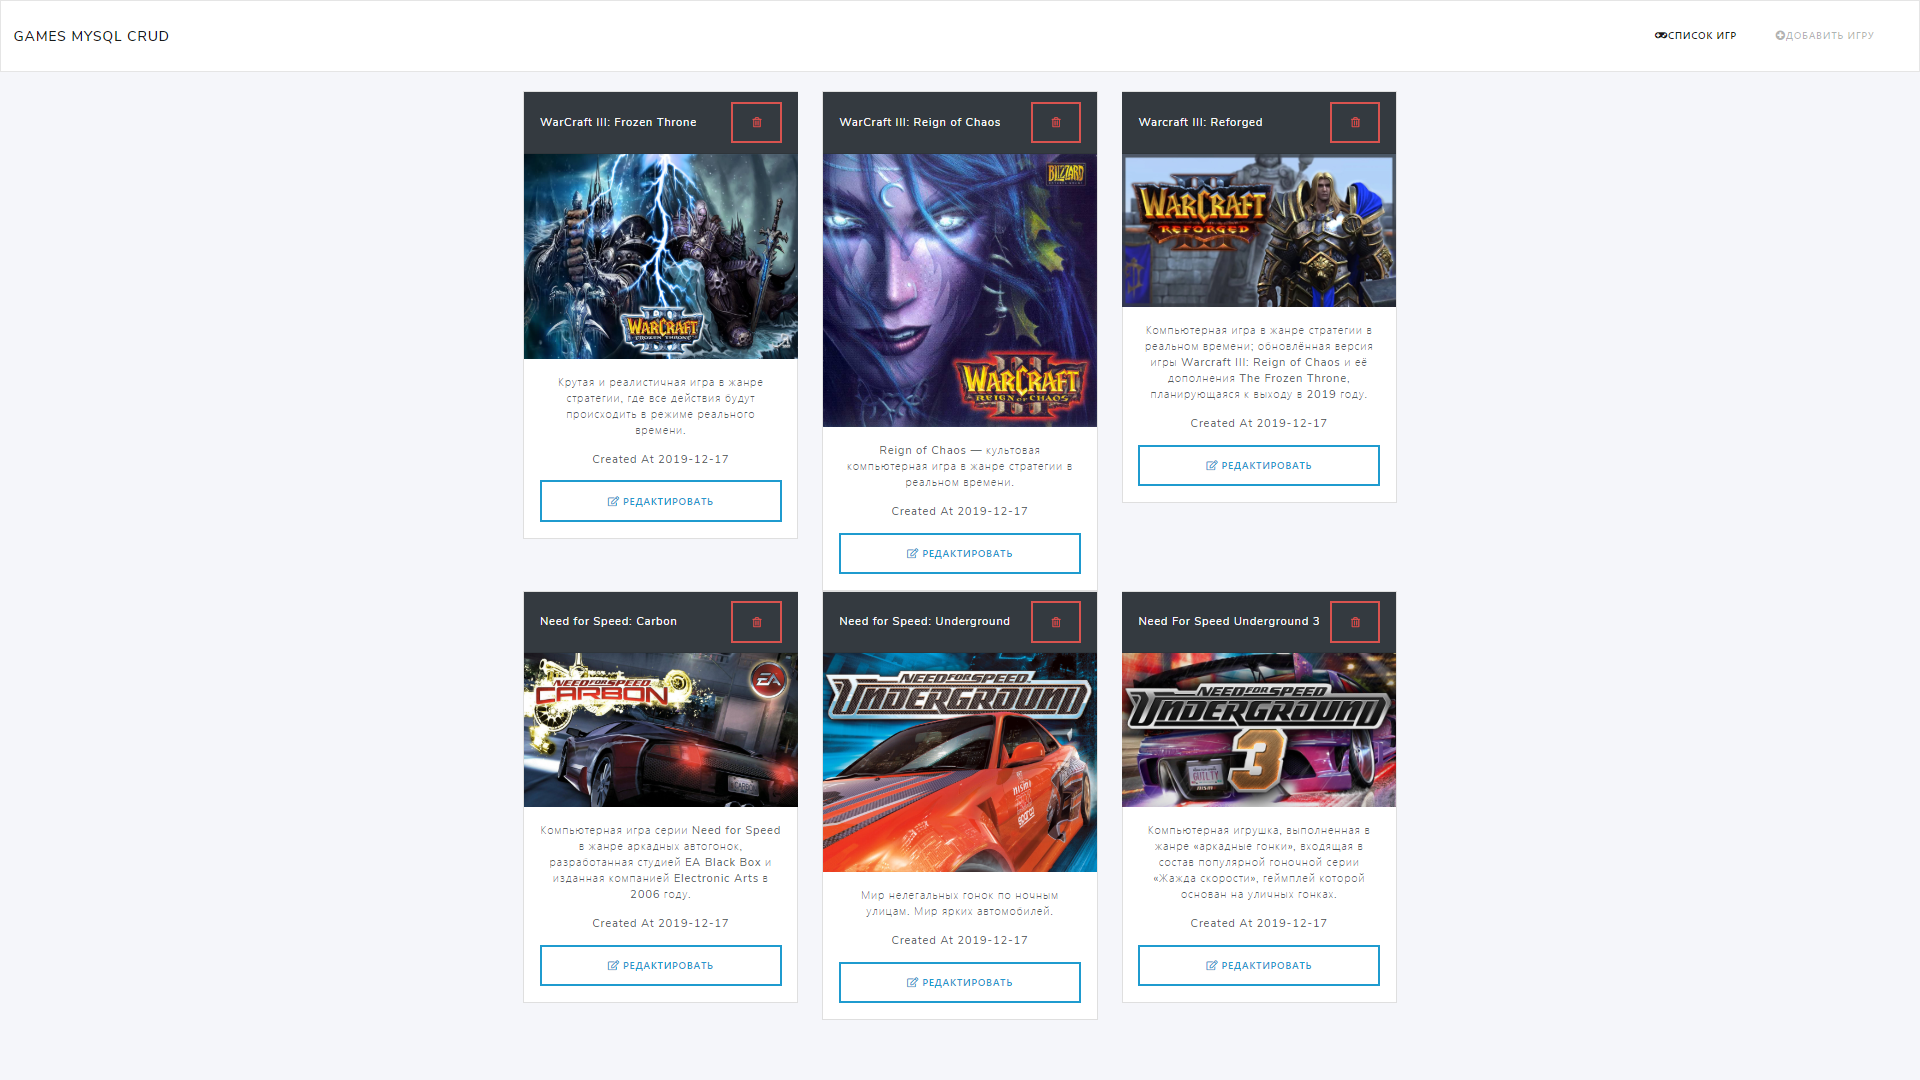 GAMES MYSQL CRUD
СПИСОК ИГР
ДОБАВИТЬ ИГРУ
WarCraft III: Frozen Throne
WARCRAFT
FROZEN THRONE
Крутая и реалистичная игра в жанре
стратегии, где все действия будут
происходить в режиме реального
времени.
Created At 2019-12-17
РЕДАКТИРОВАТЬ
WarCraft III: Reign of Chaos
BLIZZARD
ENTERTAINMENT
WARCRAFT
III
REIGN OF CHAOS
Reign of Chaos — культовая
компьютерная игра в жанре стратегии в
реальном времени.
Created At 2019-12-17
РЕДАКТИРОВАТЬ
Warcraft III: Reforged
WARCRAFT
III
REFORGED
Компьютерная игра в жанре стратегии в
реальном времени; обновлённая версия
игры Warcraft III: Reign of Chaos и её
дополнения The Frozen Throne,
планирующаяся к выходу в 2019 году.
Created At 2019-12-17
РЕДАКТИРОВАТЬ
Need for Speed: Carbon
EA
NEED FOR SPEED
CARBON
CARBON
Компьютерная игра серии Need for Speed
в жанре аркадных автогонок,
разработанная студией EA Black Box и
изданная компанией Electronic Arts в
2006 году.
Created At 2019-12-17
РЕДАКТИРОВАТЬ
Need for Speed: Underground
NEED FOR SPEED
UNDERGROUND
nismo
sparco
Мир нелегальных гонок по ночным
улицам. Мир ярких автомобилей.
Created At 2019-12-17
РЕДАКТИРОВАТЬ
Need For Speed Underground 3
NEED FOR SPEED
UNDERGROUND
3
GUILTY
Компьютерная игрушка, выполненная в
жанре «аркадные гонки», входящая в
состав популярной гоночной серии
«Жажда скорости», геймплей которой
основан на уличных гонках.
Created At 2019-12-17
РЕДАКТИРОВАТЬ